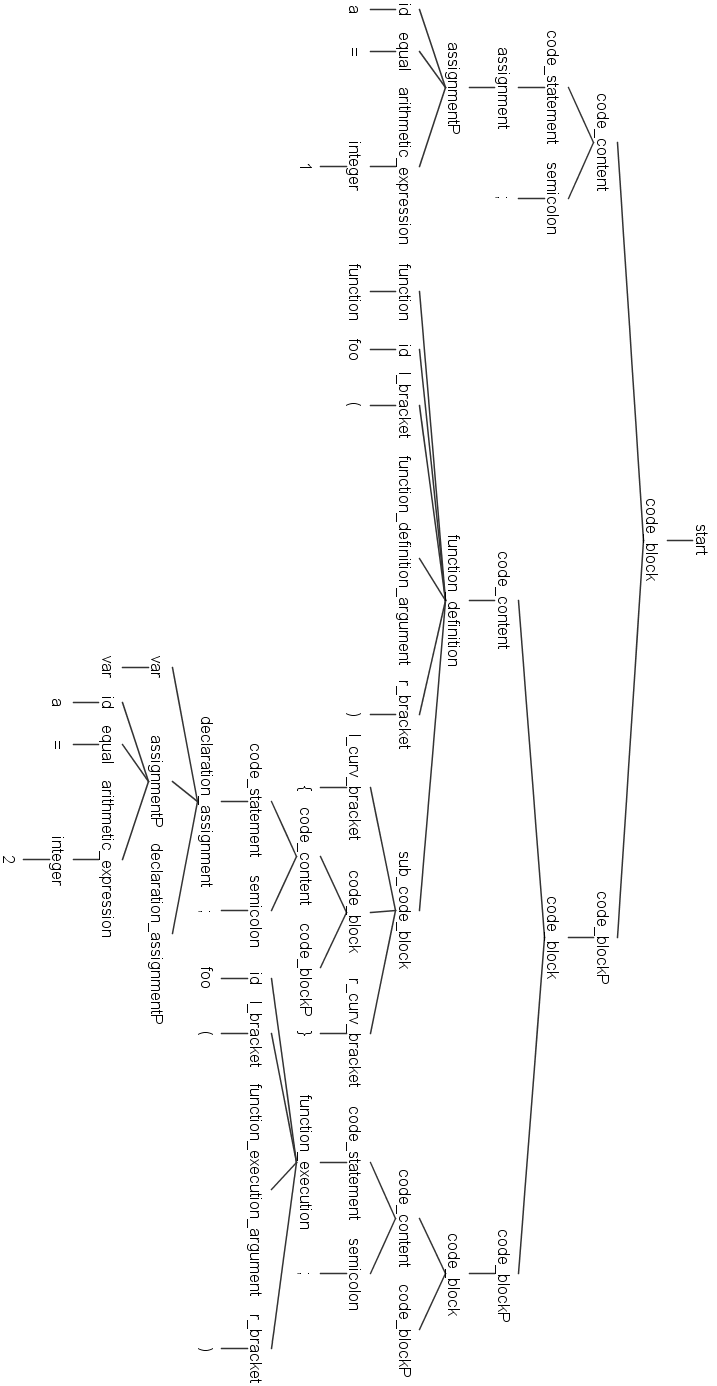 start
code_block
code_content code_blockP
code_statement semicolon code_block
assignment ; code_content code_blockP
assignmentP function_definition code_block
id equal arithmetic_expression function id l_bracket function_definition_argument r_bracket sub_code_block code_content code_blockP
a = integer function foo ( ) l_curv_bracket code_block r_curv_bracket code_statement semicolon
1 { code_content code_blockP } function_execution ;
code_statement semicolon id l_bracket function_execution_argument r_bracket
declaration_assignment ; foo ( )
var assignmentP declaration_assignmentP
var id equal arithmetic_expression
a = integer
2